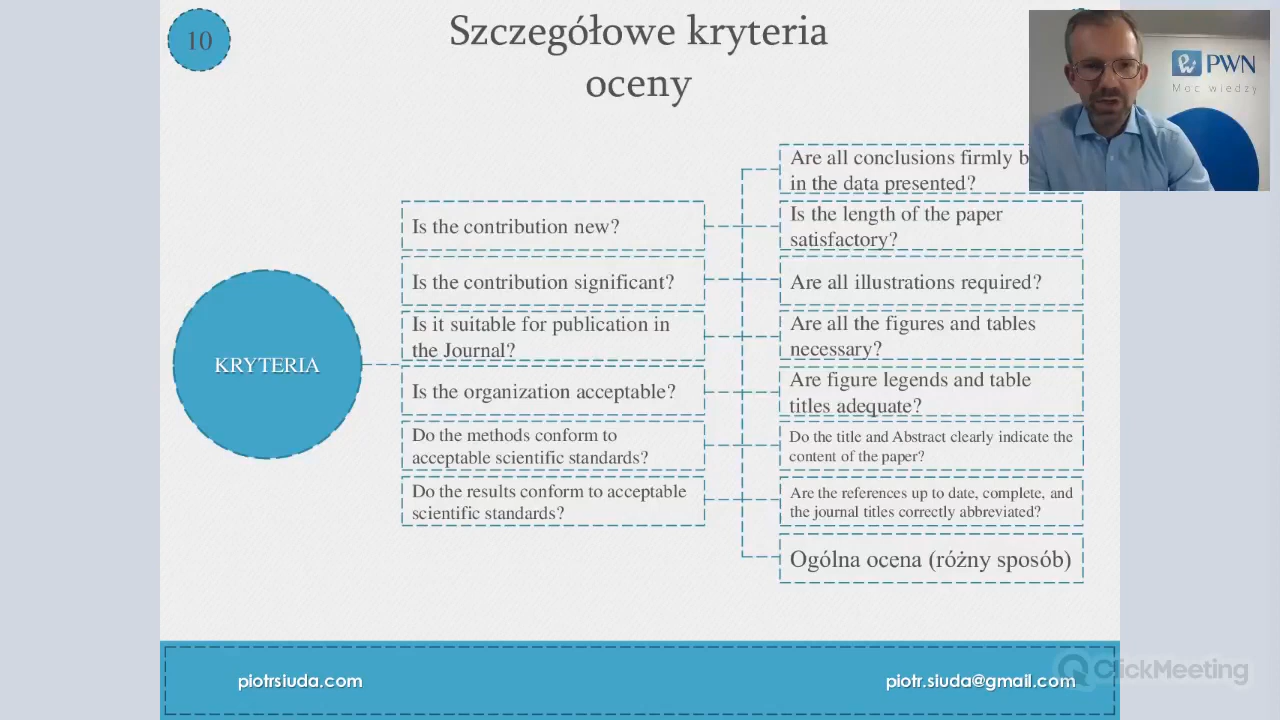 10
Szczegółowe kryteria
oceny
PWN
Moc wiedzy
KRYTERIA
Is the contribution new?
Is the contribution significant?
Is it suitable for publication in
the Journal?
Is the organization acceptable?
Do the methods conform to
acceptable scientific standards?
Do the results conform to acceptable
scientific standards?
Are all conclusions firmly
in the data presented?
Is the length of the paper
satisfactory?
Are all illustrations required?
Are all the figures and tables
necessary?
Are figure legends and table
titles adequate?
Do the title and Abstract clearly indicate the
content of the paper?
Are the references up to date, complete, and
the journal titles correctly abbreviated?
Ogólna ocena (różny sposób)
piotrsiuda.com
piotr.siuda@gmail.com
ClickMeeting